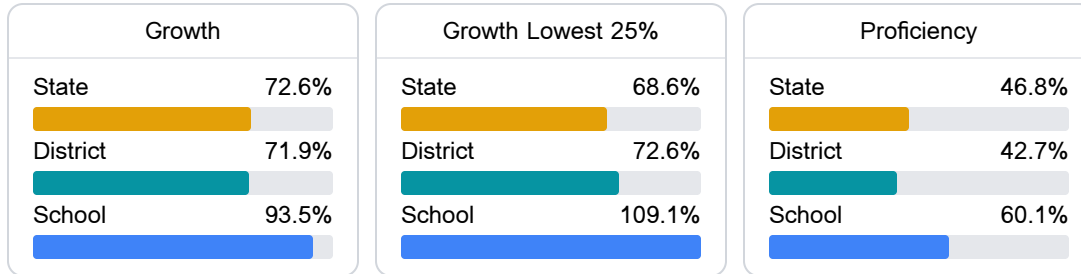 Growth
State 72.6%
District 71.9%
School 93.5%
Growth Lowest 25%
State 68.6%
District 72.6%
School 109.1%
Proficiency
State 46.8%
District 42.7%
School 60.1%